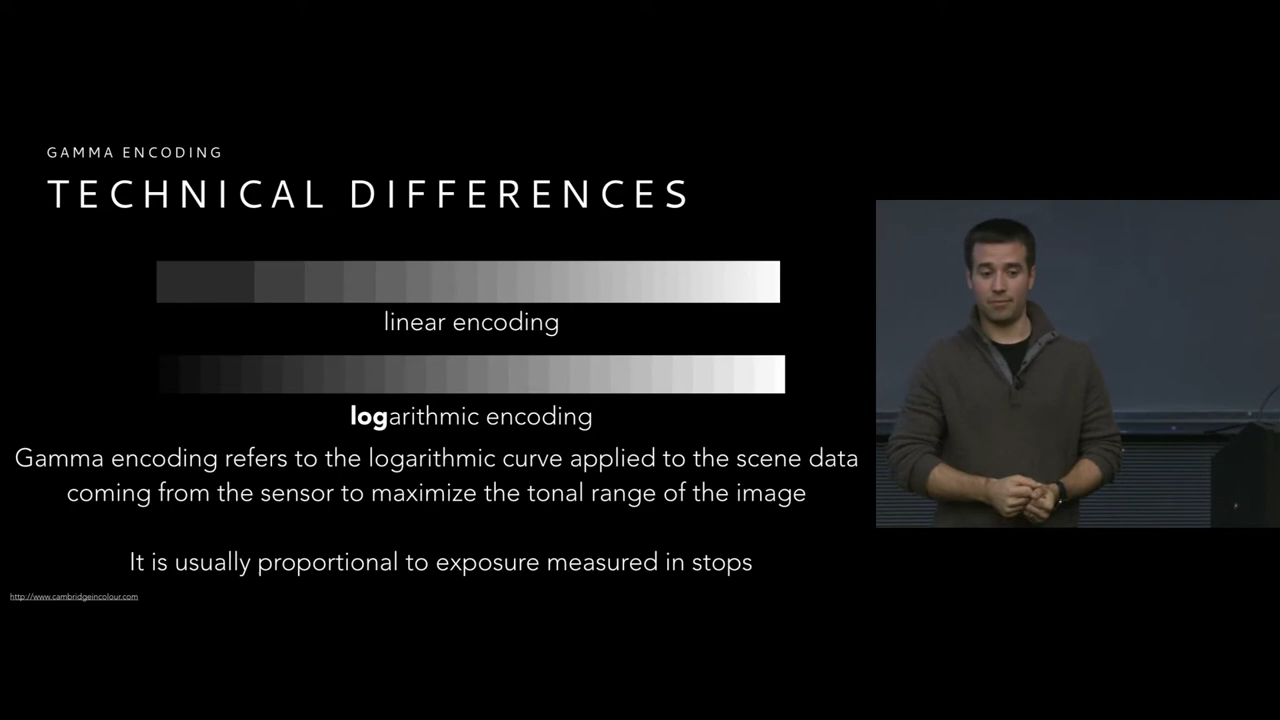 GAMMA ENCODING
TECHNICAL DIFFERENCES
linear encoding
logarithmic encoding
Gamma encoding refers to the logarithmic curve applied to the scene data
coming from the sensor to maximize the tonal range of the image
It is usually proportional to exposure measured in stops
http://www.cambridgeincolour.com